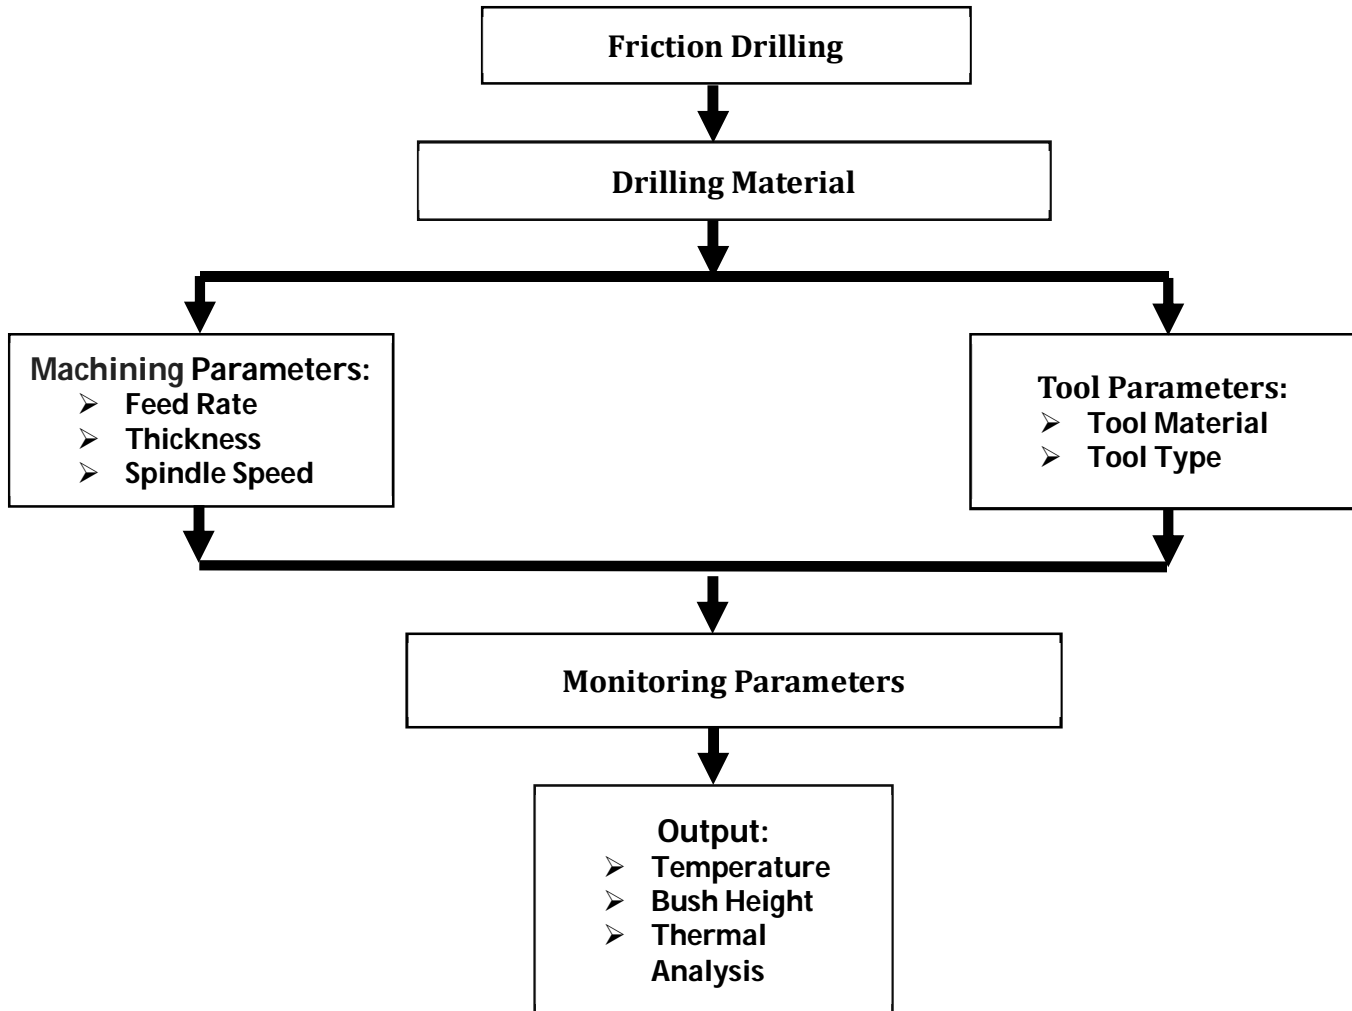 Friction Drilling
Drilling Material
Machining Parameters:
➢ Feed Rate
➢ Thickness
➢ Spindle Speed
Tool Parameters:
➢ Tool Material
➢ Tool Type
Monitoring Parameters
Output:
➢ Temperature
➢ Bush Height
➢ Thermal
Analysis